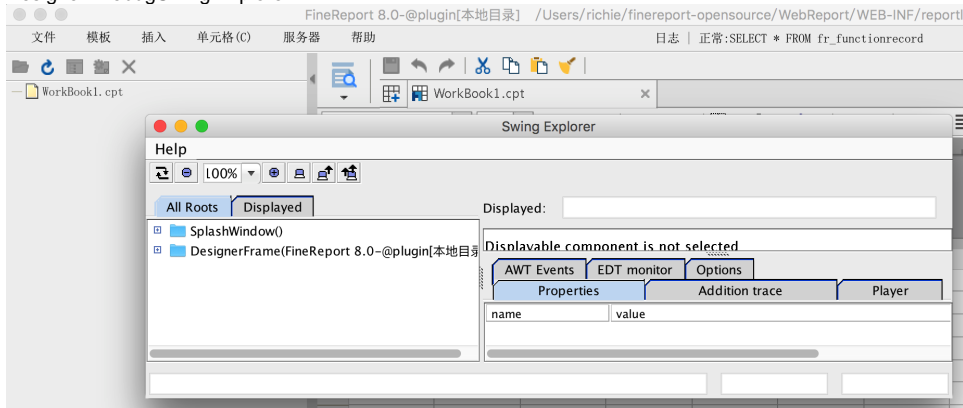 FineReport 8.0-@plugin[本地目录] /Users/richie/finereport-opensource/WebReport/WEB-INF/reportl
文件 模板 插入 单元格(C) 服务器 帮助 日志 | 正常:SELECT * FROM fr_functionrecord
WorkBook1.cpt
WorkBook1.cpt
Swing Explorer
Help
100%
All Roots Displayed
Displayed:
SplashWindow()
DesignerFrame(FineReport 8.0-@plugin[本地目录
Displayable component is not selected
AWT Events EDT monitor Options
Properties Addition trace Player
name value